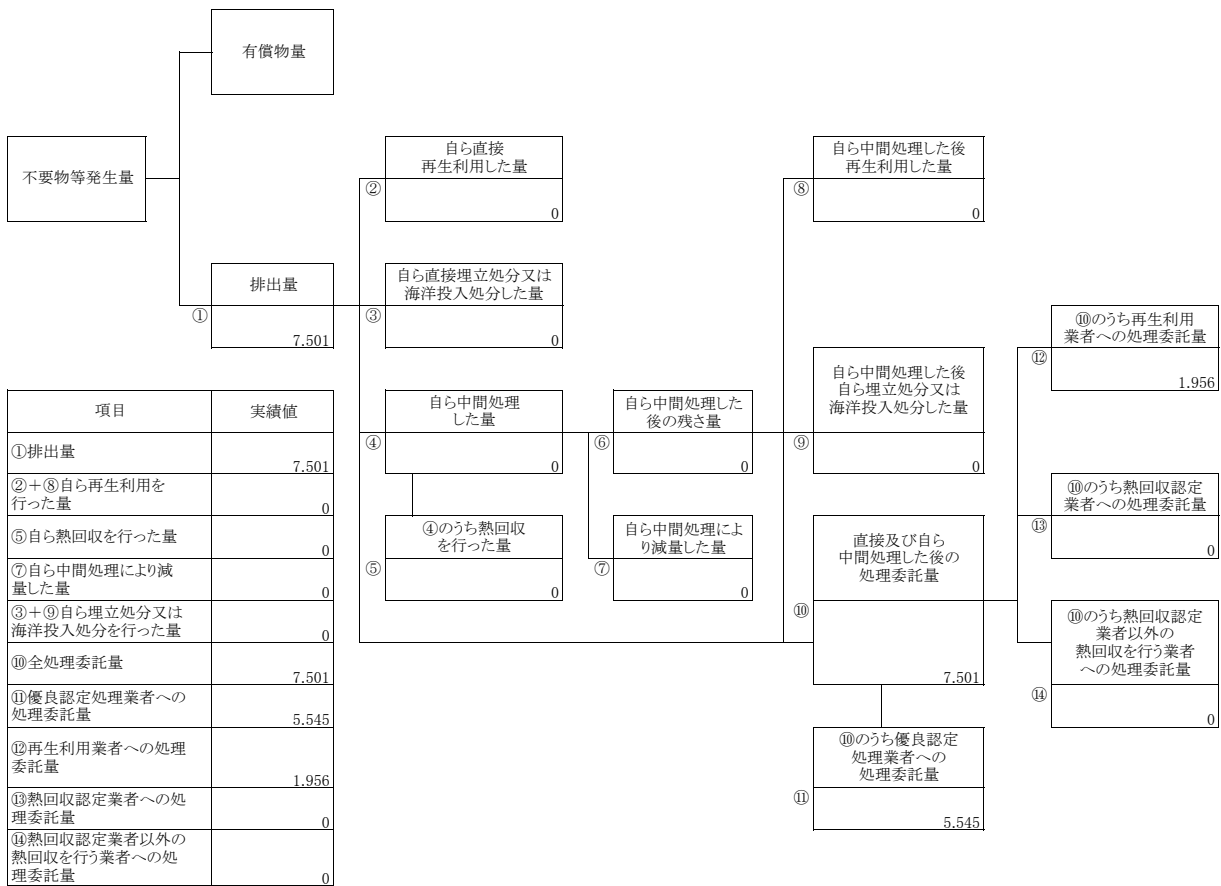 有償物量
不要物等発生量
排出量
①
7.501
自ら直接
再生利用した量
②
0
自ら直接埋立処分又は
海洋投入処分した量
③
0
自ら中間処理
した量
④
0
④のうち熱回収
を行った量
⑤
0
自ら中間処理した
後の残さ量
⑥
0
自ら中間処理によ
り減量した量
⑦
0
自ら中間処理した後
再生利用した量
⑧
0
自ら中間処理した後
自ら埋立処分又は
海洋投入処分した量
⑨
0
直接及び自ら
中間処理した後の
処理委託量
⑩
7.501
⑩のうち優良認定
処理業者への
処理委託量
⑪
5.545
⑩のうち再生利用
業者への処理委託量
⑫
1.956
⑩のうち熱回収認定
業者への処理委託量
⑬
0
⑩のうち熱回収認定
業者以外の
熱回収を行う業者
への処理委託量
⑭
0
項目 実績値
①排出量
7.501
②+⑧自ら再生利用を
行った量
0
⑤自ら熱回収を行った量
0
⑦自ら中間処理により減
量した量
0
③+⑨自ら埋立処分又は
海洋投入処分を行った量
0
⑩全処理委託量
7.501
⑪優良認定処理業者への
処理委託量
5.545
⑫再生利用業者への処理
委託量
1.956
⑬熱回収認定業者への処
理委託量
0
⑭熱回収認定業者以外の
熱回収を行う業者への処
理委託量
0